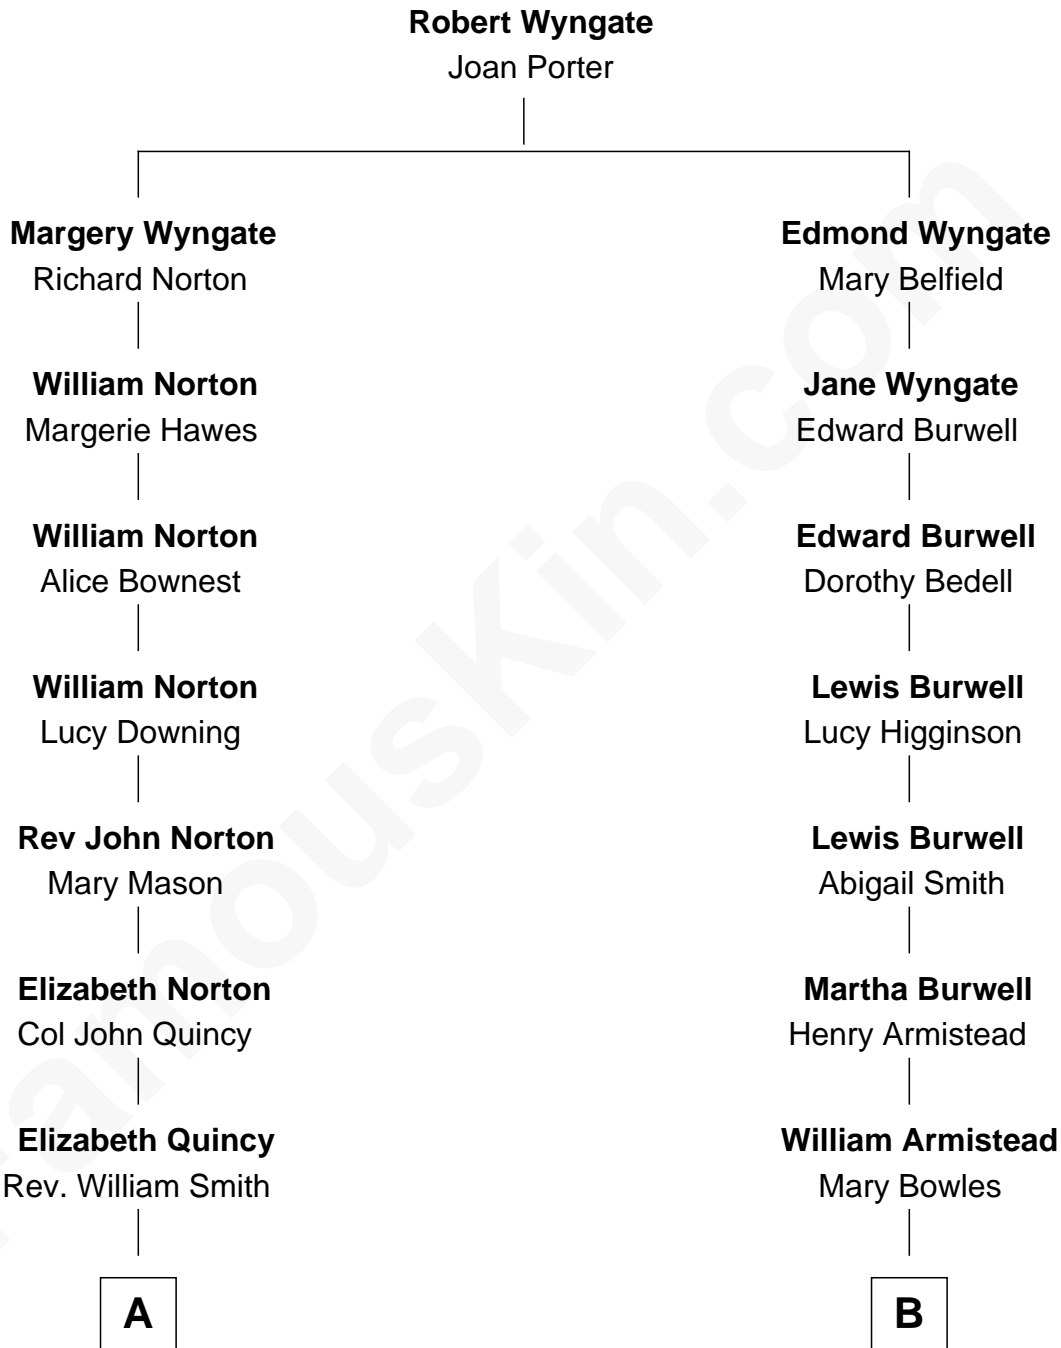 Robert Wyngate
Joan Porter
Margery Wyngate
Richard Norton
Edmond Wyngate
Mary Belfield
William Norton
Margerie Hawes
Jane Wyngate
Edward Burwell
William Norton
Alice Bownest
Edward Burwell
Dorothy Bedell
William Norton
Lucy Downing
Lewis Burwell
Lucy Higginson
Rev John Norton
Mary Mason
Lewis Burwell
Abigail Smith
Elizabeth Norton
Col John Quincy
Martha Burwell
Henry Armistead
Elizabeth Quincy
Rev. William Smith
William Armistead
Mary Bowles
A
B
FamousKin.com